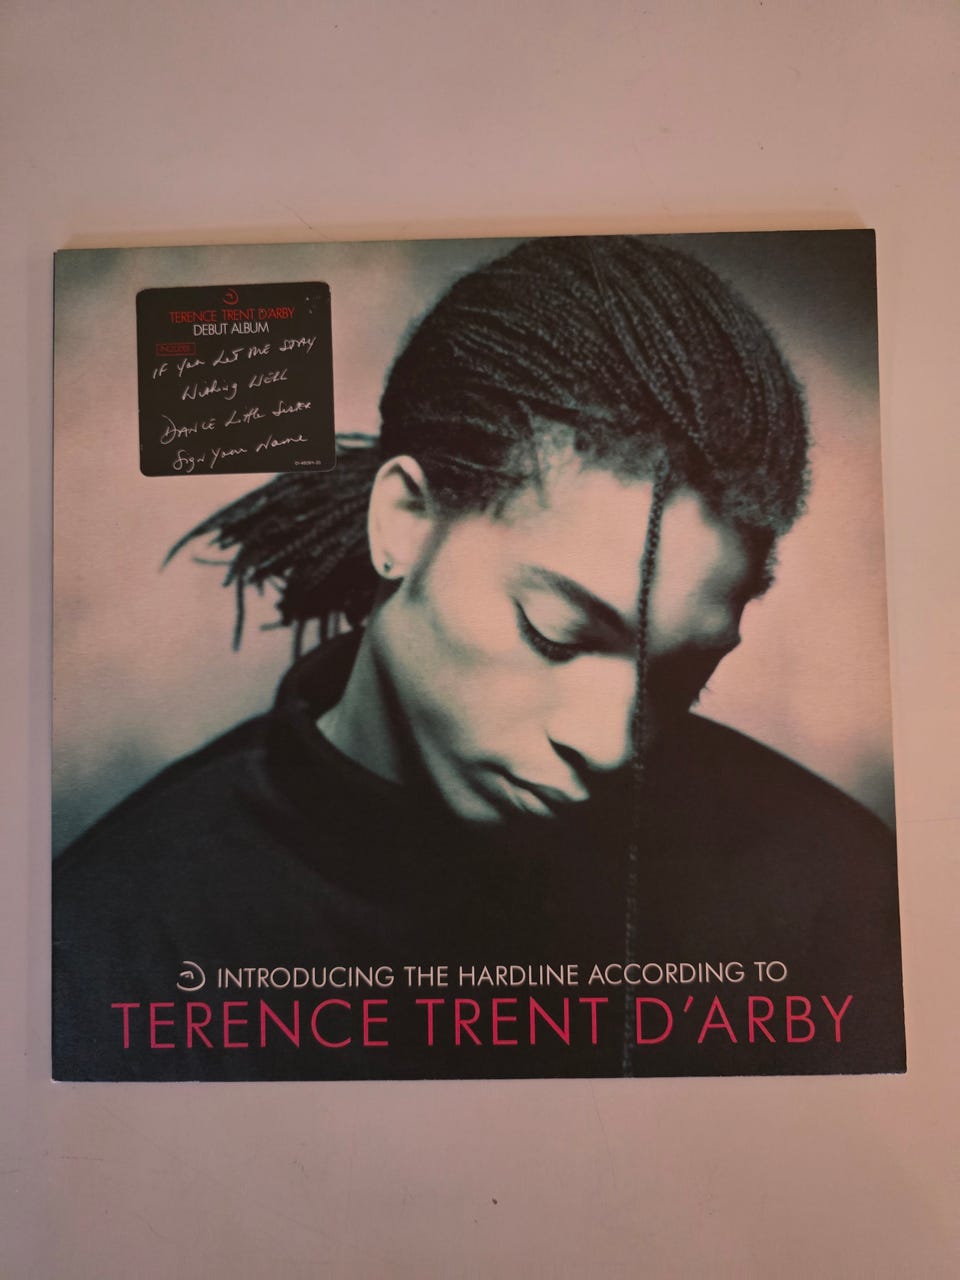 TERENCE TRENT D'ARBY
DEBUT ALBUM
INCLUDES
IF You Let ME STAY
Wishing WELL
DANCE Little Sister
Sign Your Name
INTRODUCING THE HARDLINE ACCORDING TO
TERENCE TRENT D'ARBY